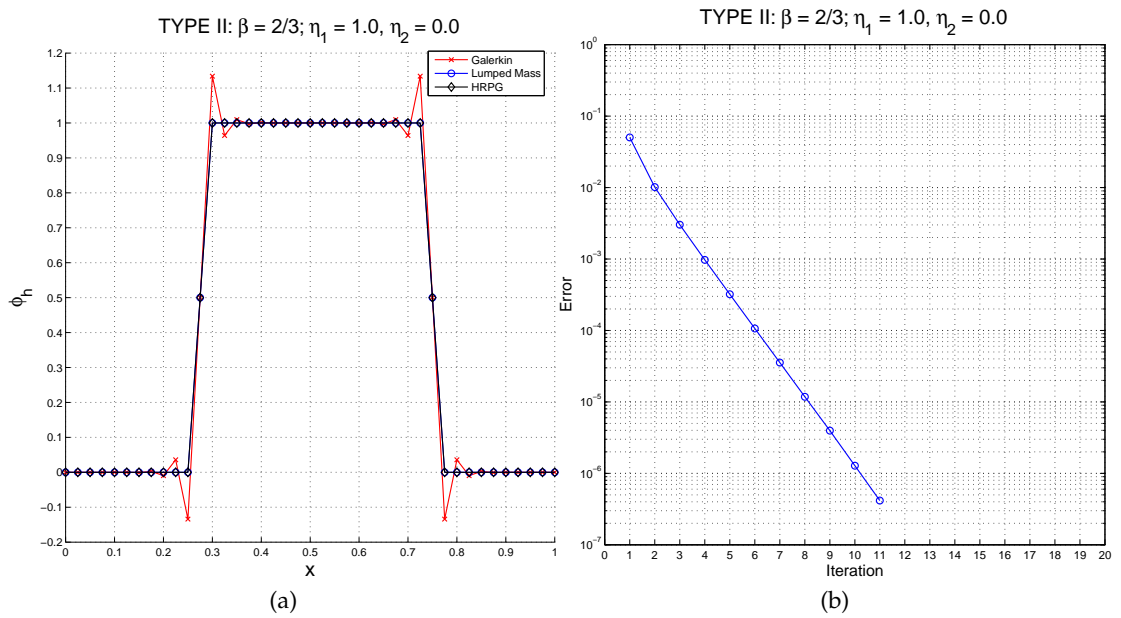 TYPE II: β = 2/3; η1 = 1.0, η2 = 0.0
1.2
1.1
1
0.9
0.8
0.7
0.6
0.5
0.4
0.3
0.2
0.1
0
−0.1
−0.2
ϕh
Galerkin
Lumped Mass
HRPG
0 0.1 0.2 0.3 0.4 0.5 0.6 0.7 0.8 0.9 1
x
(a)
TYPE II: β = 2/3; η1 = 1.0, η2 = 0.0
10^0
10^−1
10^−2
10^−3
10^−4
10^−5
10^−6
10^−7
Error
0 1 2 3 4 5 6 7 8 9 10 11 12 13 14 15 16 17 18 19 20
Iteration
(b)